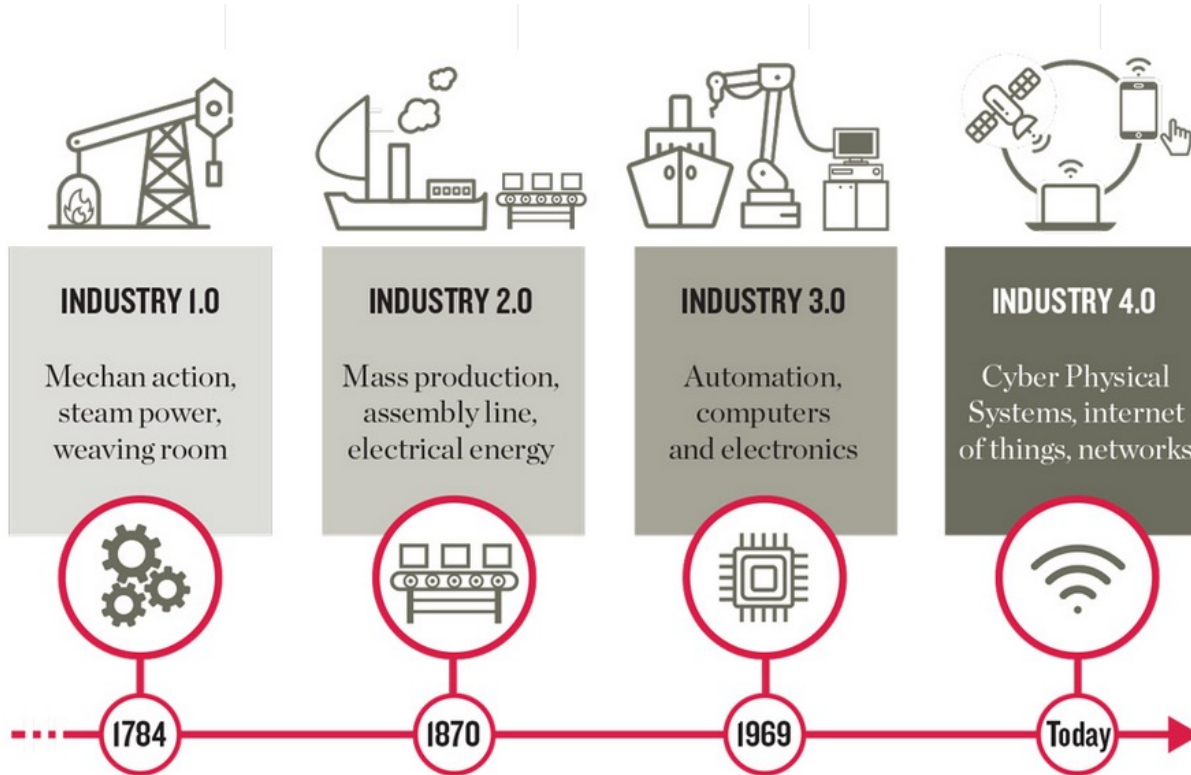 INDUSTRY 1.0
Mechan action,
steam power,
weaving room
INDUSTRY 2.0
Mass production,
assembly line,
electrical energy
INDUSTRY 3.0
Automation,
computers
and electronics
INDUSTRY 4.0
Cyber Physical
Systems, internet
of things, networks
1784
1870
1969
Today